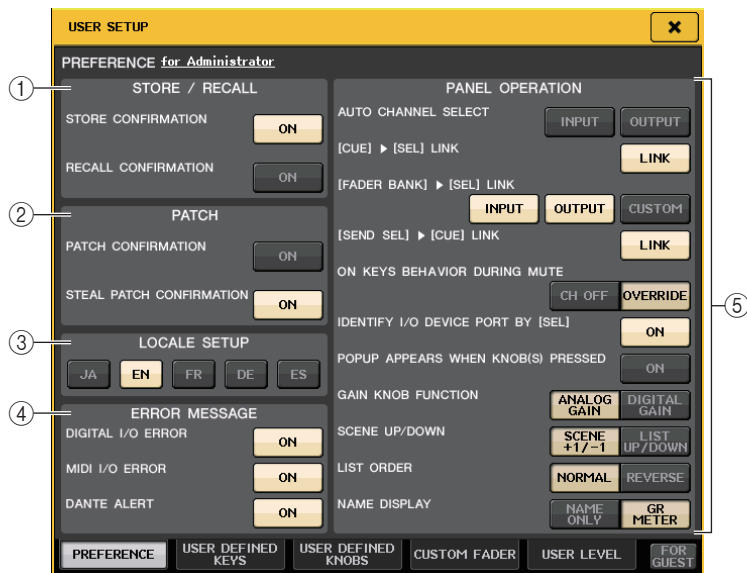 USER SETUP
PREFERENCE for Administrator
① STORE / RECALL
STORE CONFIRMATION ON
RECALL CONFIRMATION ON
② PATCH
PATCH CONFIRMATION ON
STEAL PATCH CONFIRMATION ON
③ LOCALE SETUP
JA EN FR DE ES
④ ERROR MESSAGE
DIGITAL I/O ERROR ON
MIDI I/O ERROR ON
DANTE ALERT ON
⑤ PANEL OPERATION
AUTO CHANNEL SELECT INPUT OUTPUT
[CUE] ▶ [SEL] LINK LINK
[FADER BANK] ▶ [SEL] LINK
INPUT OUTPUT CUSTOM
[SEND SEL] ▶ [CUE] LINK LINK
ON KEYS BEHAVIOR DURING MUTE
CH OFF OVERRIDE
IDENTIFY I/O DEVICE PORT BY [SEL]
ON
POPUP APPEARS WHEN KNOB(S) PRESSED ON
GAIN KNOB FUNCTION ANALOG GAIN DIGITAL GAIN
SCENE UP/DOWN SCENE +1/-1 LIST UP/DOWN
LIST ORDER NORMAL REVERSE
NAME DISPLAY NAME ONLY GR METER
PREFERENCE USER DEFINED KEYS USER DEFINED KNOBS CUSTOM FADER USER LEVEL FOR GUEST